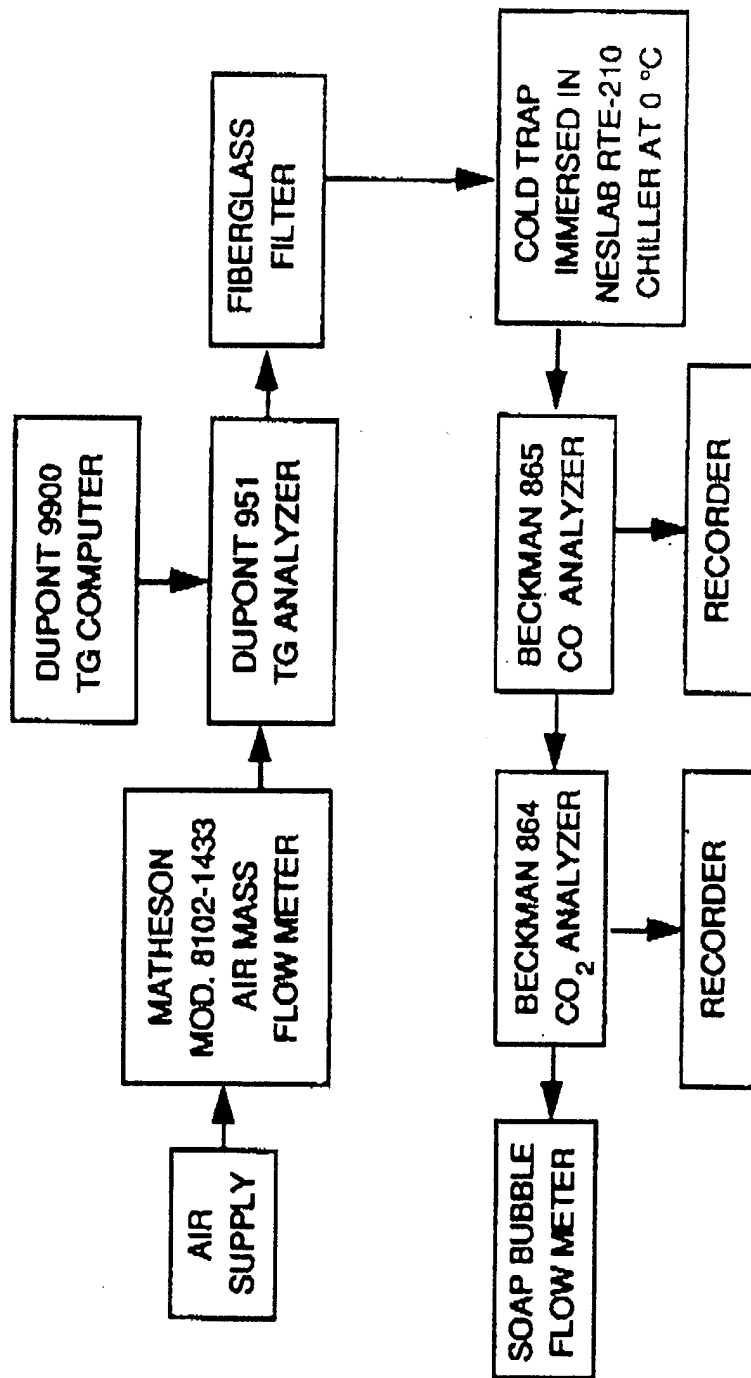 AIR
SUPPLY
MATHESON
MOD. 8102-1433
AIR MASS
FLOW METER
DUPONT 9900
TG COMPUTER
DUPONT 951
TG ANALYZER
FIBERGLASS
FILTER
COLD TRAP
IMMERSED IN
NESLAB RTE-210
CHILLER AT 0 °C
BECKMAN 865
CO ANALYZER
RECORDER
BECKMAN 864
CO₂ ANALYZER
RECORDER
SOAP BUBBLE
FLOW METER